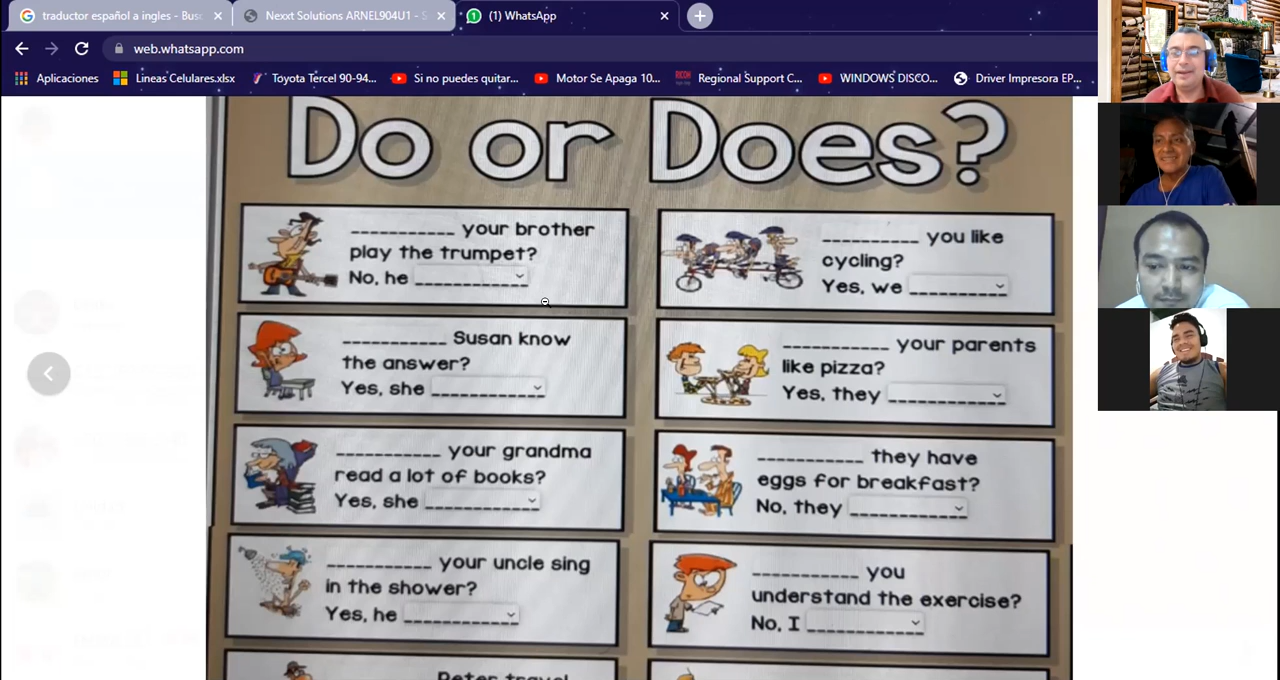 traductor español a ingles - Busc
Nexxt Solutions ARNEL904U1 - S
(1) WhatsApp
web.whatsapp.com
Aplicaciones
Lineas Celulares.xlsx
Toyota Tercel 90-94...
Si no puedes quitar...
Motor Se Apaga 10...
Regional Support C...
WINDOWS DISCO...
Driver Impresora EP...
Do or Does?
__________ your brother
play the trumpet?
No, he __________
__________ Susan know
the answer?
Yes, she __________
__________ your grandma
read a lot of books?
Yes, she __________
__________ your uncle sing
in the shower?
Yes, he __________
Peter travel
__________ you like
cycling?
Yes, we __________
__________ your parents
like pizza?
Yes, they __________
__________ they have
eggs for breakfast?
No, they __________
__________ you
understand the exercise?
No, I __________